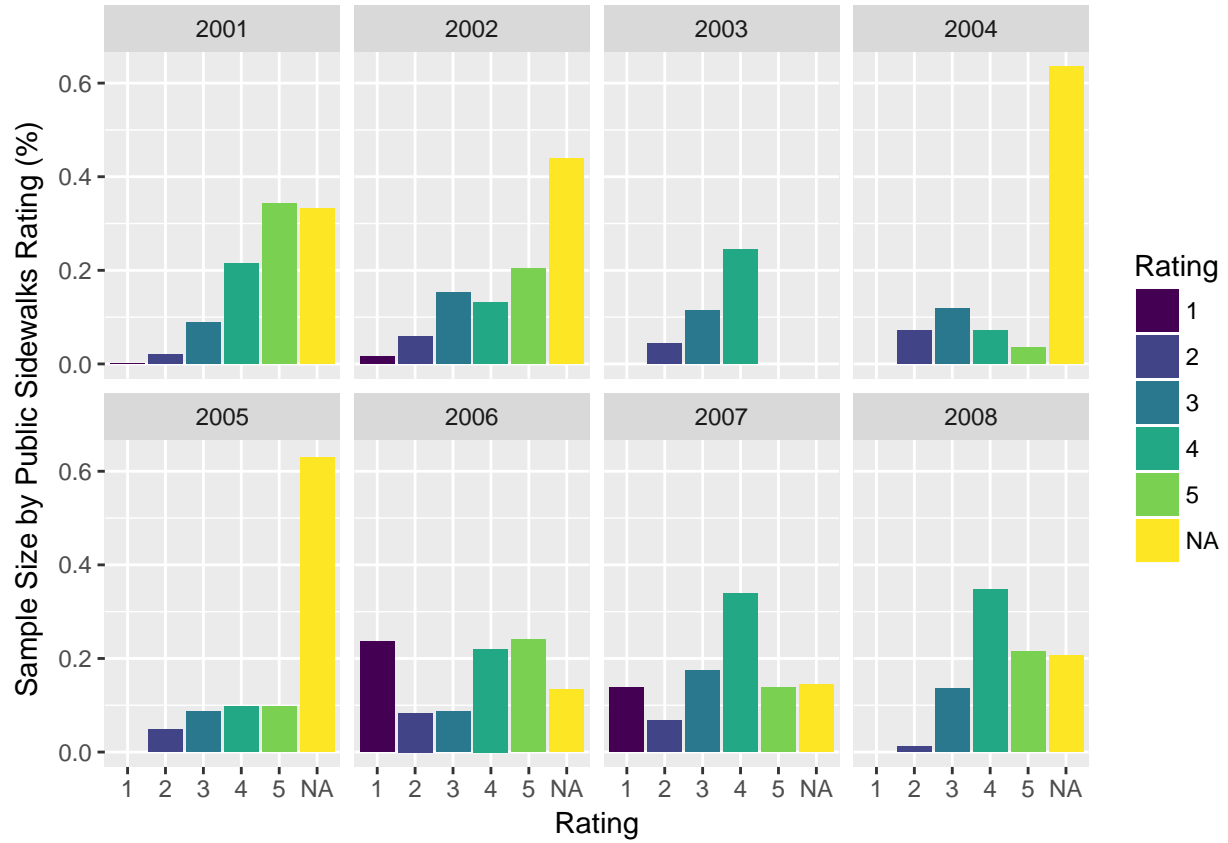 2001 2002 2003 2004
0.6
0.4
0.2
0.0
2005 2006 2007 2008
0.6
0.4
0.2
0.0
1 2 3 4 5 NA 1 2 3 4 5 NA 1 2 3 4 5 NA 1 2 3 4 5 NA
Rating
Sample Size by Public Sidewalks Rating (%)
Rating
1
2
3
4
5
NA